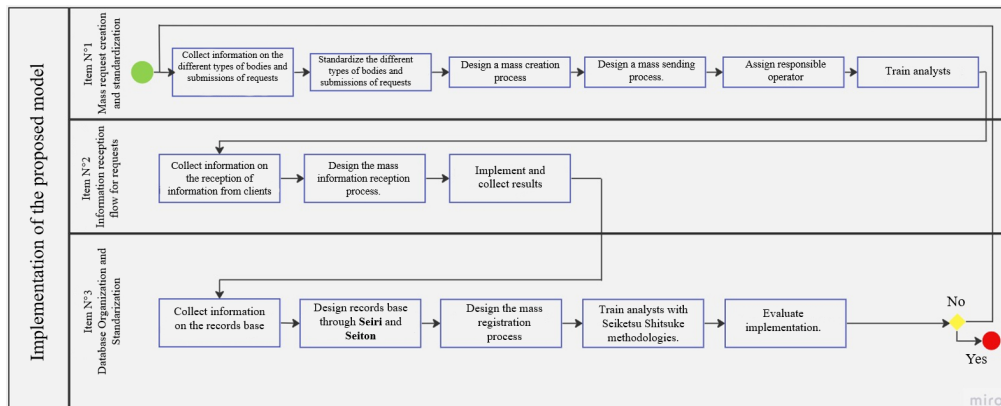 Implementation of the proposed model
Item N°1
Mass request creation
and standardization
Collect information on the
different types of bodies and
submissions of requests
Standardize the different
types of bodies and
submissions of requests
Design a mass creation
process
Design a mass sending
process.
Assign responsible
operator
Train analysts
Item N°2
Information reception
flow for requests
Collect information on
the reception of
information from clients
Design the mass
information reception
process.
Implement and
collect results
Item N°3
Database Organization and
Standarization
Collect information
on the records base
Design records base
through Seiri and
Seiton
Design the mass
registration
process
Train analysts with
Seiketsu Shitsuke
methodologies.
Evaluate
implementation.
No
Yes
miro